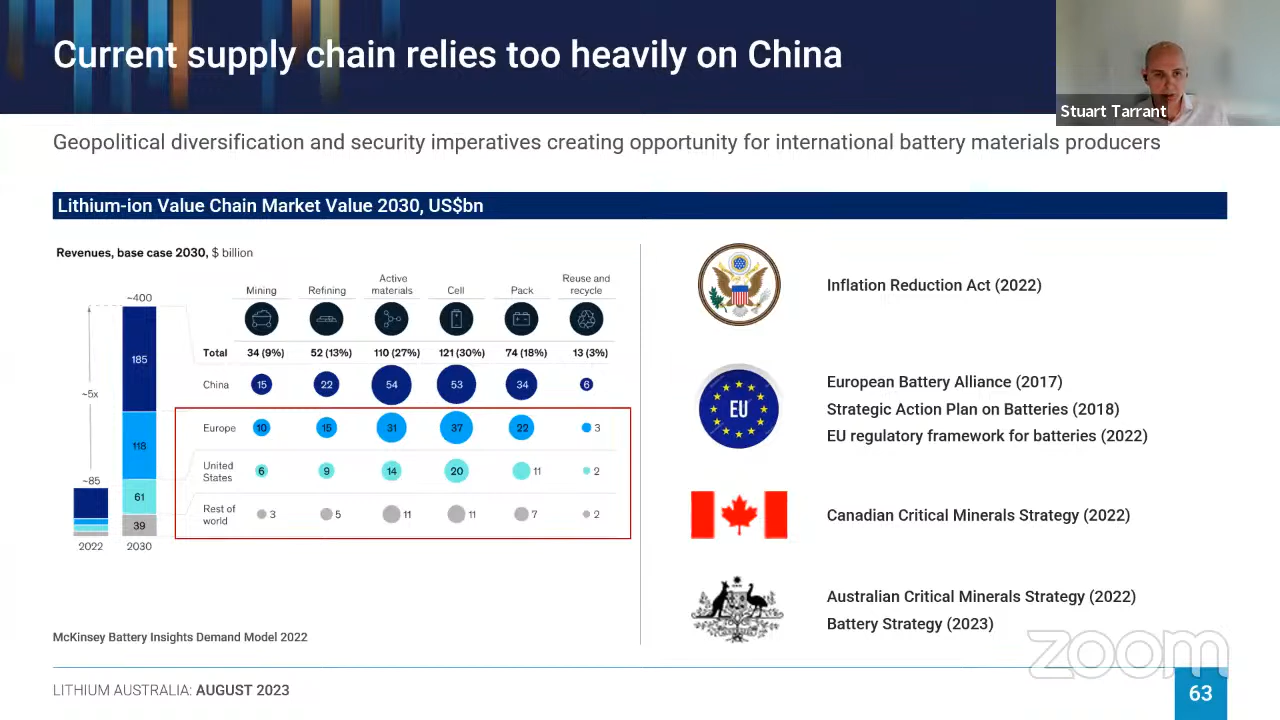 Current supply chain relies too heavily on China
Stuart Tarrant
Geopolitical diversification and security imperatives creating opportunity for international battery materials producers
Lithium-ion Value Chain Market Value 2030, US$bn
Revenues, base case 2030, $ billion
~400
185
118
61
39
~5x
~85
2022 2030
Mining Refining Active materials Cell Pack Reuse and recycle
Total 34 (9%) 52 (13%) 110 (27%) 121 (30%) 74 (18%) 13 (3%)
China 15 22 54 53 34 6
Europe 10 15 31 37 22 3
United States 6 9 14 20 11 2
Rest of world 3 5 11 11 7 2
McKinsey Battery Insights Demand Model 2022
Inflation Reduction Act (2022)
EU
European Battery Alliance (2017)
Strategic Action Plan on Batteries (2018)
EU regulatory framework for batteries (2022)
Canadian Critical Minerals Strategy (2022)
Australian Critical Minerals Strategy (2022)
Battery Strategy (2023)
zoom
LITHIUM AUSTRALIA: AUGUST 2023
63